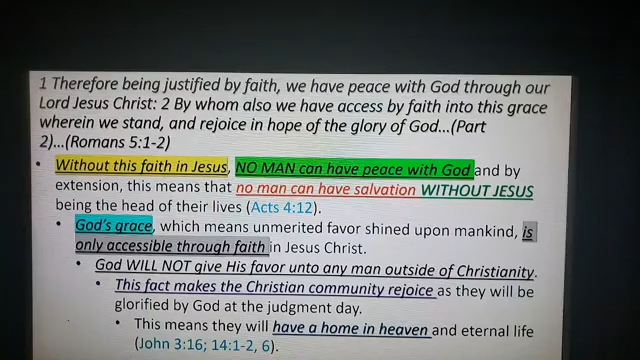 1 Therefore being justified by faith, we have peace with God through our
Lord Jesus Christ: 2 By whom also we have access by faith into this grace
wherein we stand, and rejoice in hope of the glory of God...(Part
2)...(Romans 5:1-2)
• Without this faith in Jesus, NO MAN can have peace with God and by
extension, this means that no man can have salvation WITHOUT JESUS
being the head of their lives (Acts 4:12).
• God's grace, which means unmerited favor shined upon mankind, is
only accessible through faith in Jesus Christ.
• God WILL NOT give His favor unto any man outside of Christianity.
• This fact makes the Christian community rejoice as they will be
glorified by God at the judgment day.
• This means they will have a home in heaven and eternal life
(John 3:16; 14:1-2, 6).